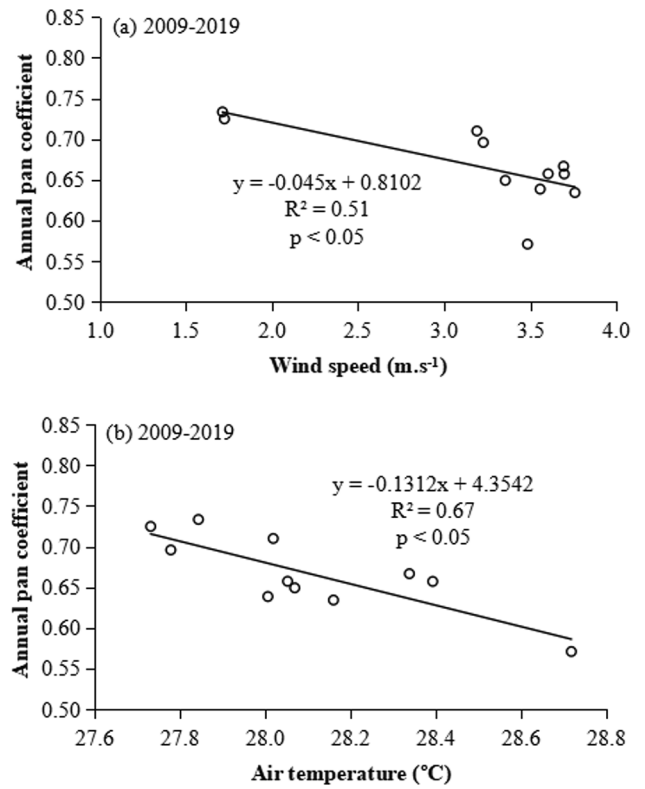 (a) 2009-2019
Annual pan coefficient
0.85
0.80
0.75
0.70
0.65
0.60
0.55
0.50
y = -0.045x + 0.8102
R² = 0.51
p < 0.05
1.0 1.5 2.0 2.5 3.0 3.5 4.0
Wind speed (m.s⁻¹)
(b) 2009-2019
Annual pan coefficient
0.85
0.80
0.75
0.70
0.65
0.60
0.55
0.50
y = -0.1312x + 4.3542
R² = 0.67
p < 0.05
27.6 27.8 28.0 28.2 28.4 28.6 28.8
Air temperature (°C)